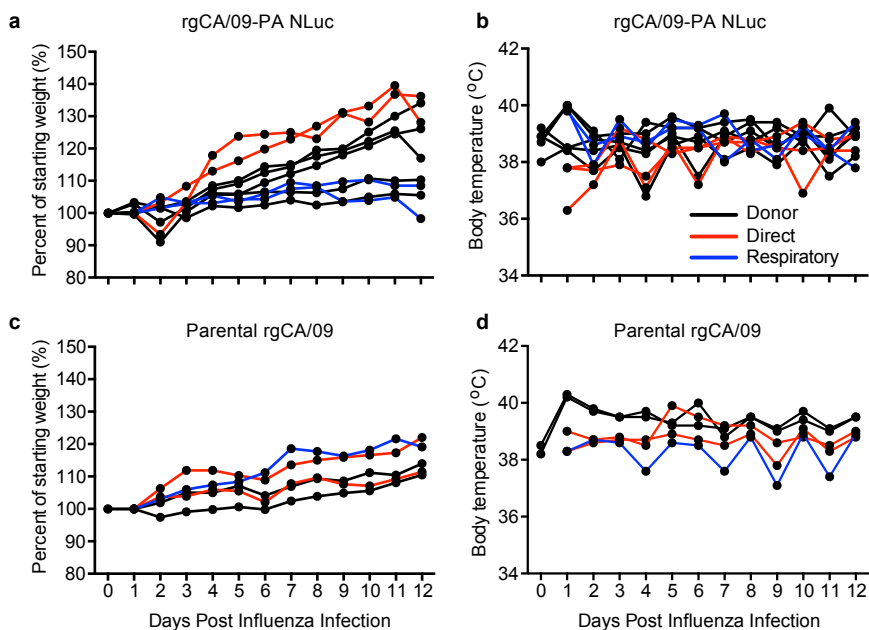 a
rgCA/09-PA NLuc
Percent of starting weight (%)
150
140
130
120
110
100
90
80
b
Body temperature (°C)
42
40
38
36
34
Donor
Direct
Respiratory
c
Parental rgCA/09
Percent of starting weight (%)
150
140
130
120
110
100
90
80
0 1 2 3 4 5 6 7 8 9 10 11 12
Days Post Influenza Infection
d
Parental rgCA/09
Body temperature (°C)
42
40
38
36
34
0 1 2 3 4 5 6 7 8 9 10 11 12
Days Post Influenza Infection
rgCA/09-PA NLuc